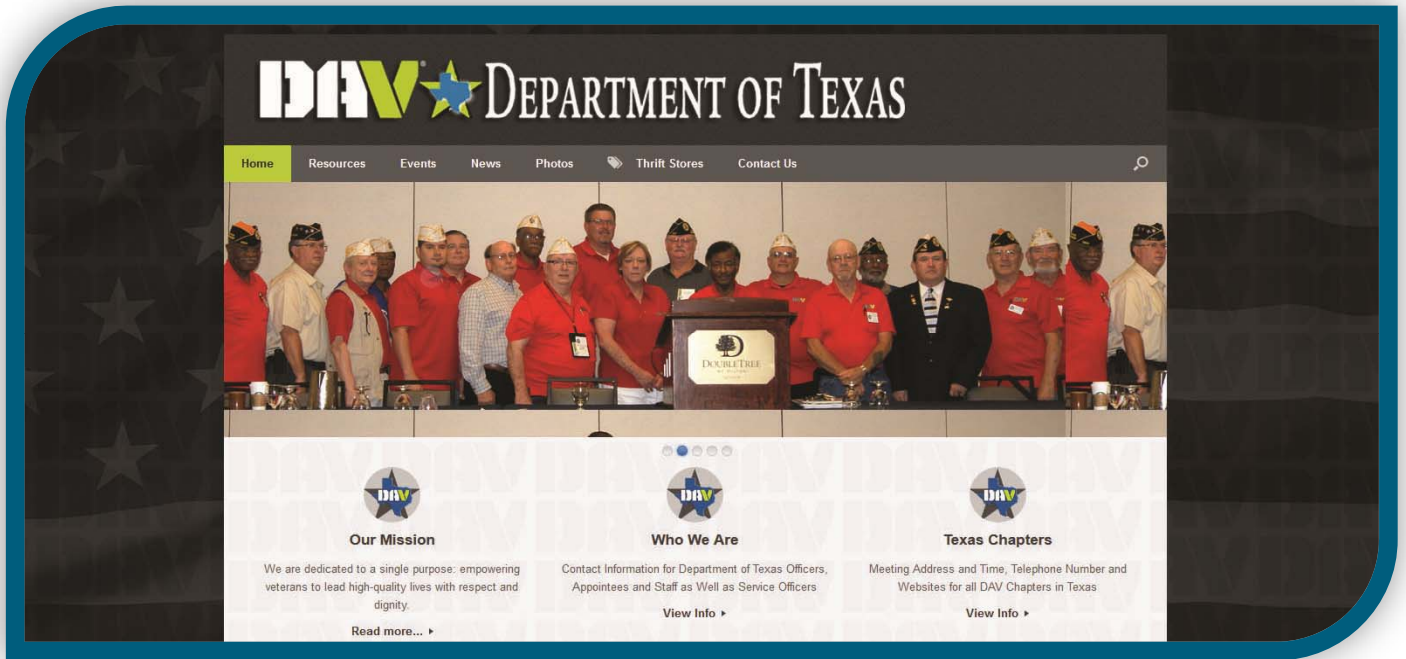 DAV DEPARTMENT OF TEXAS
Home Resources Events News Photos Thrift Stores Contact Us
DOUBLETREE
DAV DAV DAV
Our Mission Who We Are Texas Chapters
We are dedicated to a single purpose: empowering
veterans to lead high-quality lives with respect and
dignity.
Read more...
Contact Information for Department of Texas Officers,
Appointees and Staff as Well as Service Officers
View Info
Meeting Address and Time, Telephone Number and
Websites for all DAV Chapters in Texas
View Info